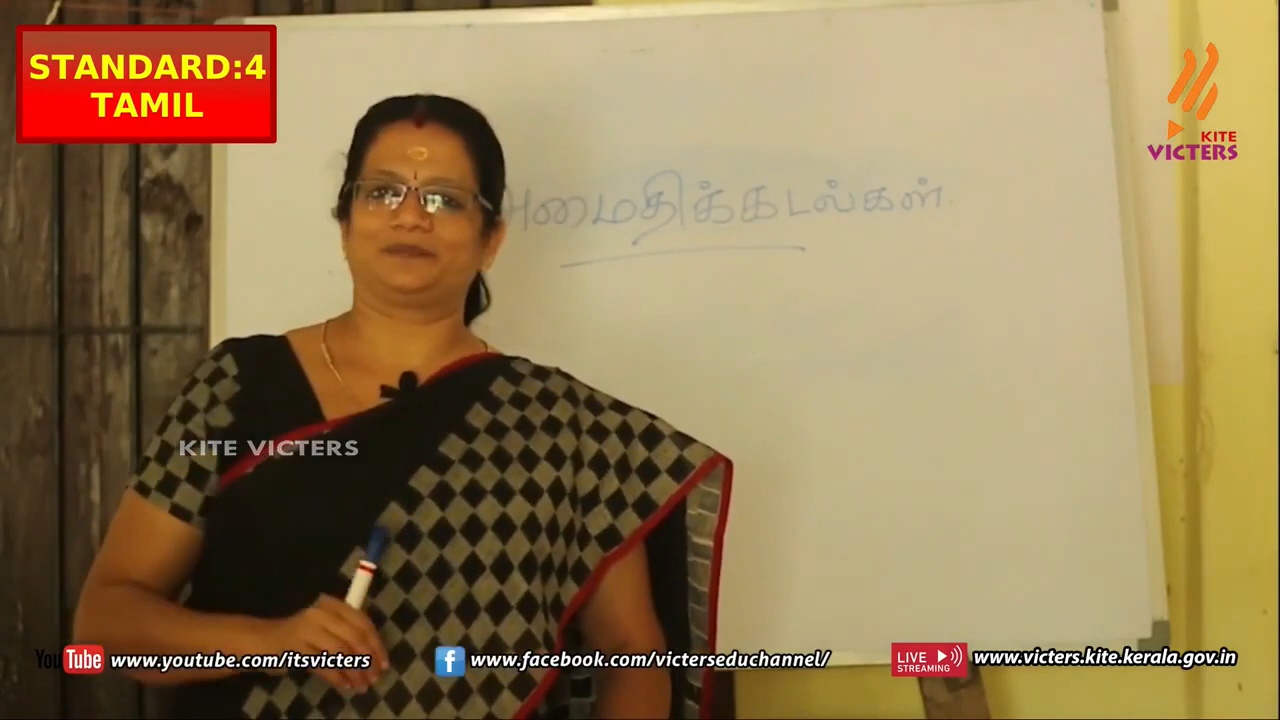 STANDARD:4
TAMIL
KITE
VICTERS
அமைதிக்கடல்கள்
KITE VICTERS
YouTube www.youtube.com/itsvicters
f www.facebook.com/victerseduchannel/
LIVE STREAMING www.victers.kite.kerala.gov.in